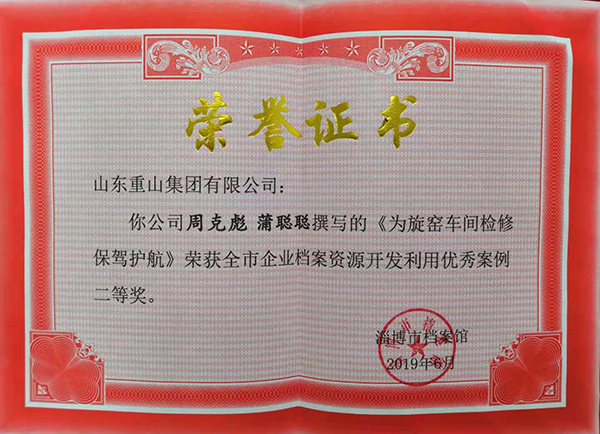 荣誉证书
山东重山集团有限公司：
你公司周克彪 蒲聪聪撰写的《为旋窑车间检修
保驾护航》荣获全市企业档案资源开发利用优秀案例
二等奖。
淄博市档案馆
2019年6月